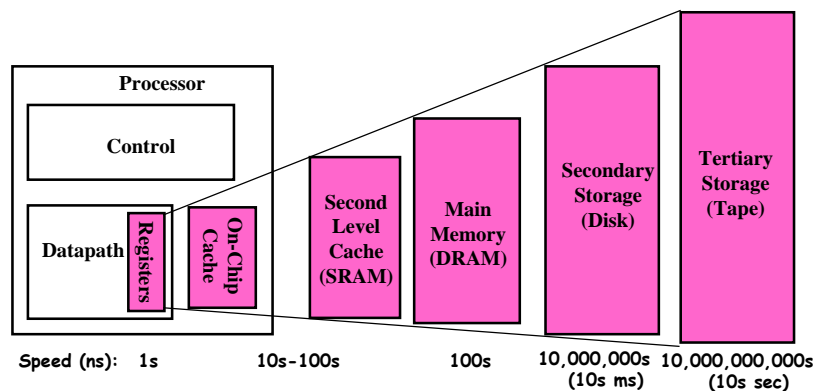 Processor
Control
Datapath
Registers
On-Chip
Cache
Second
Level
Cache
(SRAM)
Main
Memory
(DRAM)
Secondary
Storage
(Disk)
Tertiary
Storage
(Tape)
Speed (ns): 1s 10s-100s 100s 10,000,000s 10,000,000,000s
(10s ms) (10s sec)